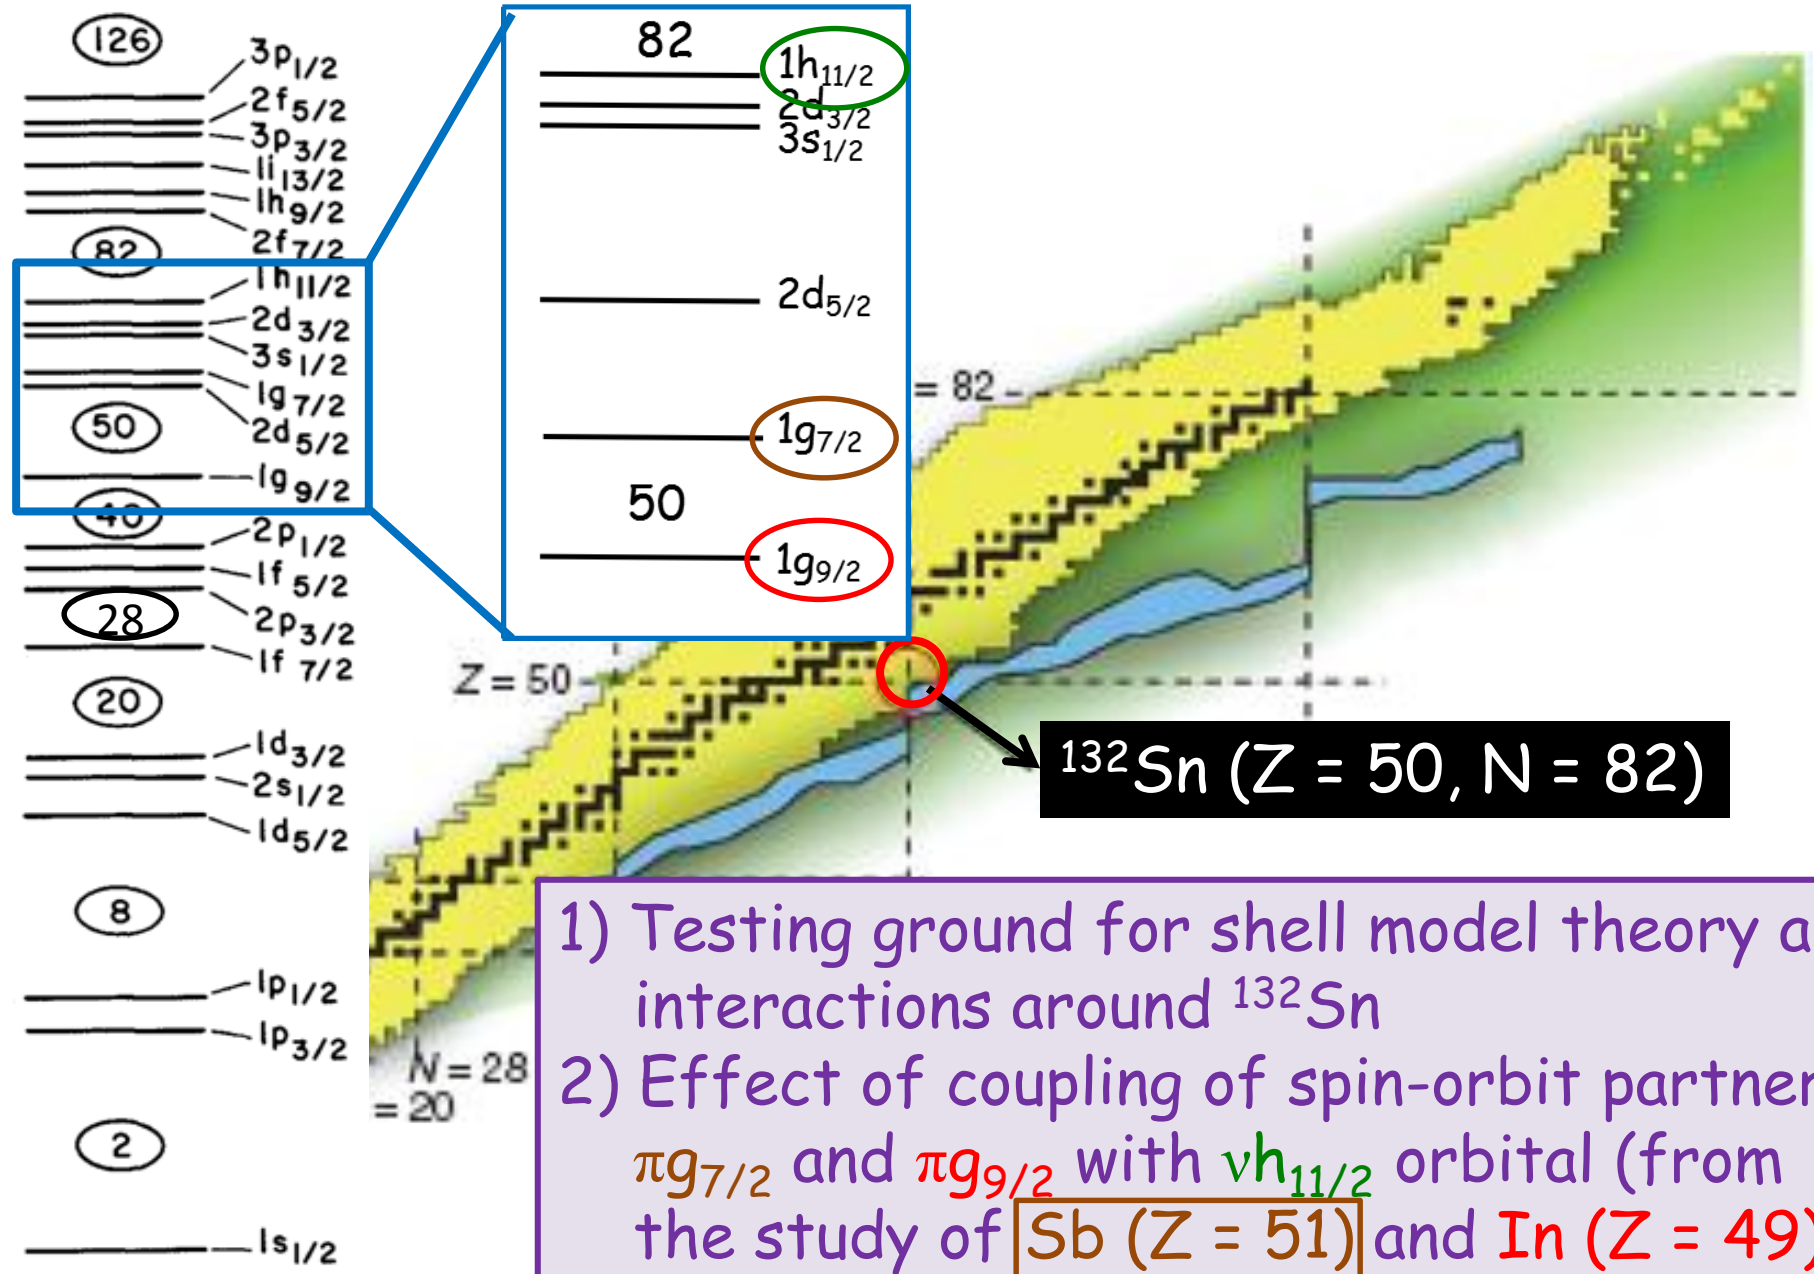 126
3p1/2
2f5/2
3p3/2
1i13/2
1h9/2
2f7/2
82
1h11/2
2d3/2
3s1/2
1g7/2
2d5/2
50
1g9/2
40
2p1/2
1f5/2
2p3/2
28
1f7/2
20
1d3/2
2s1/2
1d5/2
8
1p1/2
1p3/2
2
1s1/2
82
1h11/2
2d3/2
3s1/2
2d5/2
1g7/2
50
1g9/2
= 82
Z = 50
132Sn (Z = 50, N = 82)
N = 28
= 20
1) Testing ground for shell model theory a
interactions around 132Sn
2) Effect of coupling of spin-orbit partner
πg7/2 and πg9/2 with νh11/2 orbital (from
the study of Sb (Z = 51) and In (Z = 49)